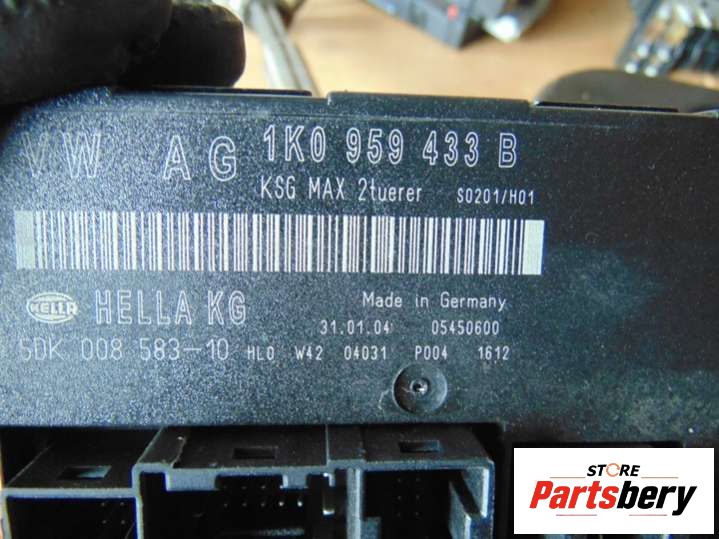 VW AG 1K0 959 433 B
KSG MAX 2tuerer S0201/H01
HELLA HELLA KG Made in Germany
31.01.04 05450600
5DK 008 583-10 HL0 W42 04031 P004 1612
STORE
Partsbery